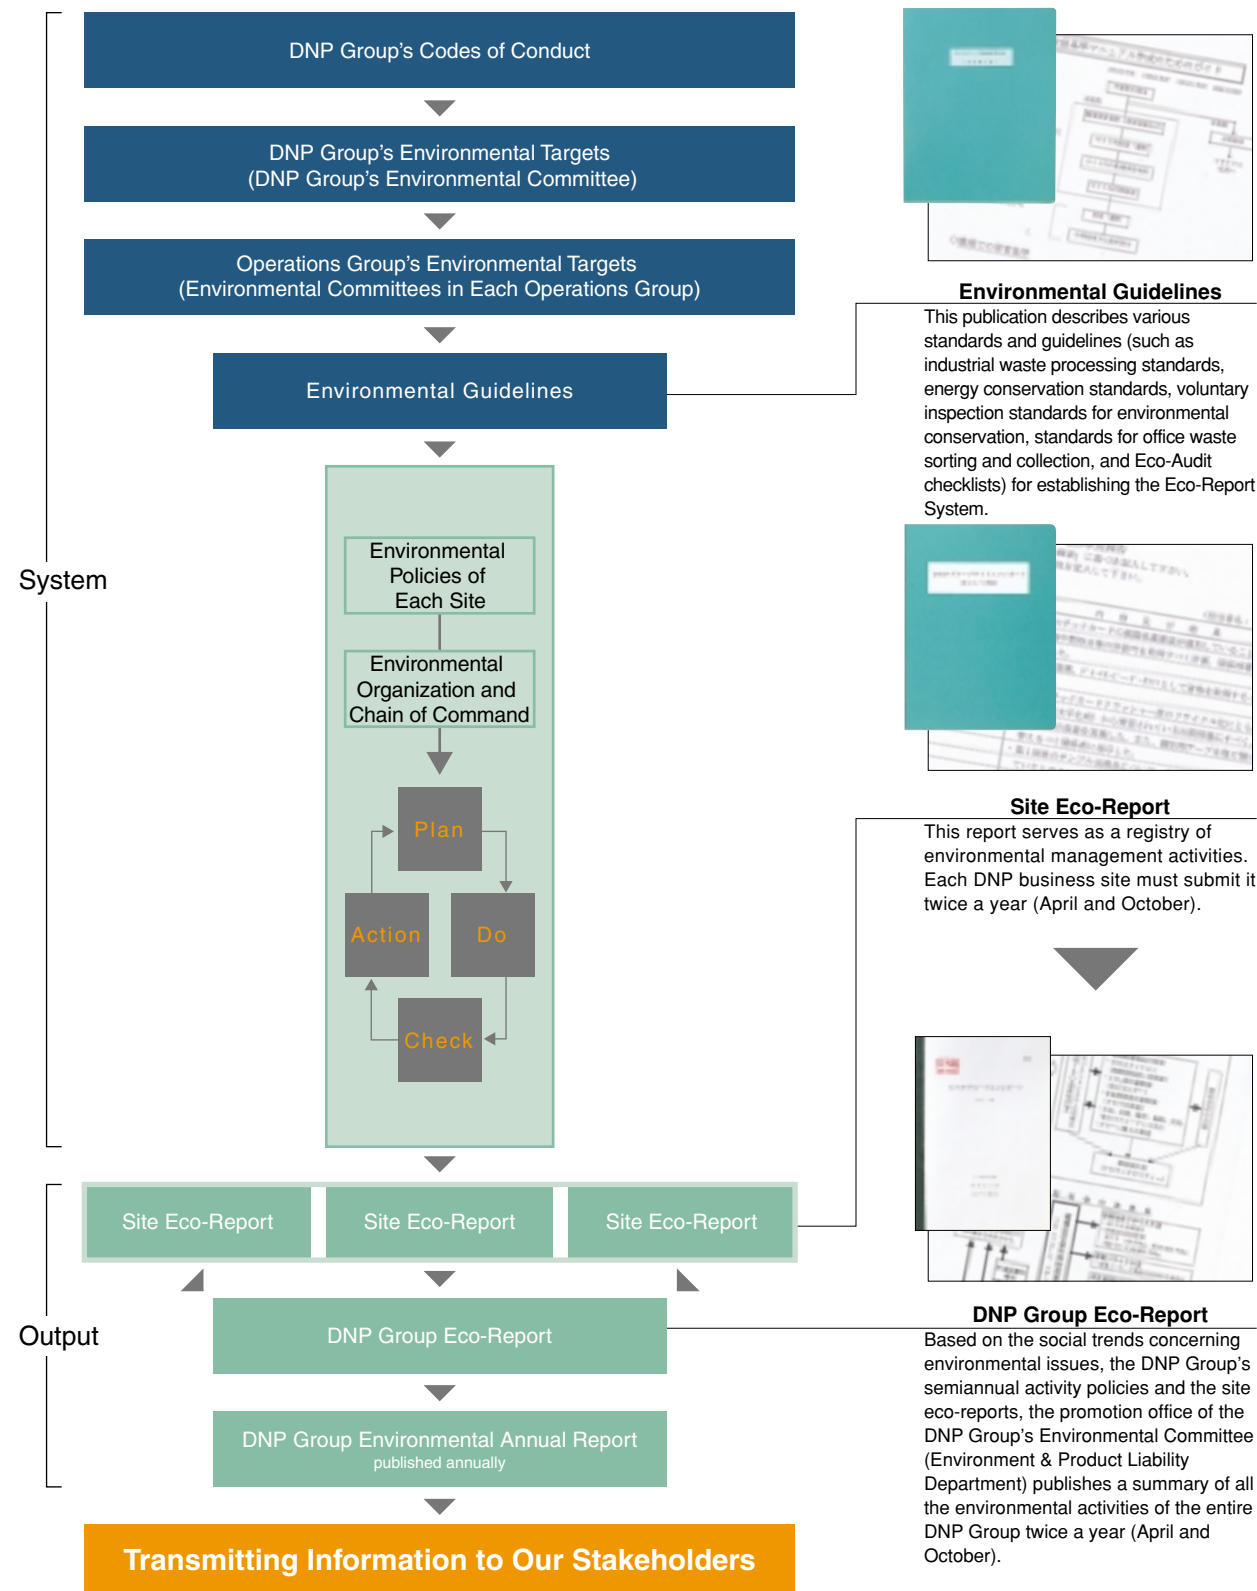 DNP Group's Codes of Conduct
DNP Group's Environmental Targets
(DNP Group's Environmental Committee)
Operations Group's Environmental Targets
(Environmental Committees in Each Operations Group)
Environmental Guidelines
Environmental
Policies of
Each Site
Environmental
Organization and
Chain of Command
Plan
Action
Do
Check
System
Site Eco-Report
Site Eco-Report
Site Eco-Report
DNP Group Eco-Report
DNP Group Environmental Annual Report
published annually
Output
Transmitting Information to Our Stakeholders
Environmental Guidelines
This publication describes various
standards and guidelines (such as
industrial waste processing standards,
energy conservation standards, voluntary
inspection standards for environmental
conservation, standards for office waste
sorting and collection, and Eco-Audit
checklists) for establishing the Eco-Report
System.
Site Eco-Report
This report serves as a registry of
environmental management activities.
Each DNP business site must submit it
twice a year (April and October).
DNP Group Eco-Report
Based on the social trends concerning
environmental issues, the DNP Group's
semiannual activity policies and the site
eco-reports, the promotion office of the
DNP Group's Environmental Committee
(Environment & Product Liability
Department) publishes a summary of all
the environmental activities of the entire
DNP Group twice a year (April and
October).